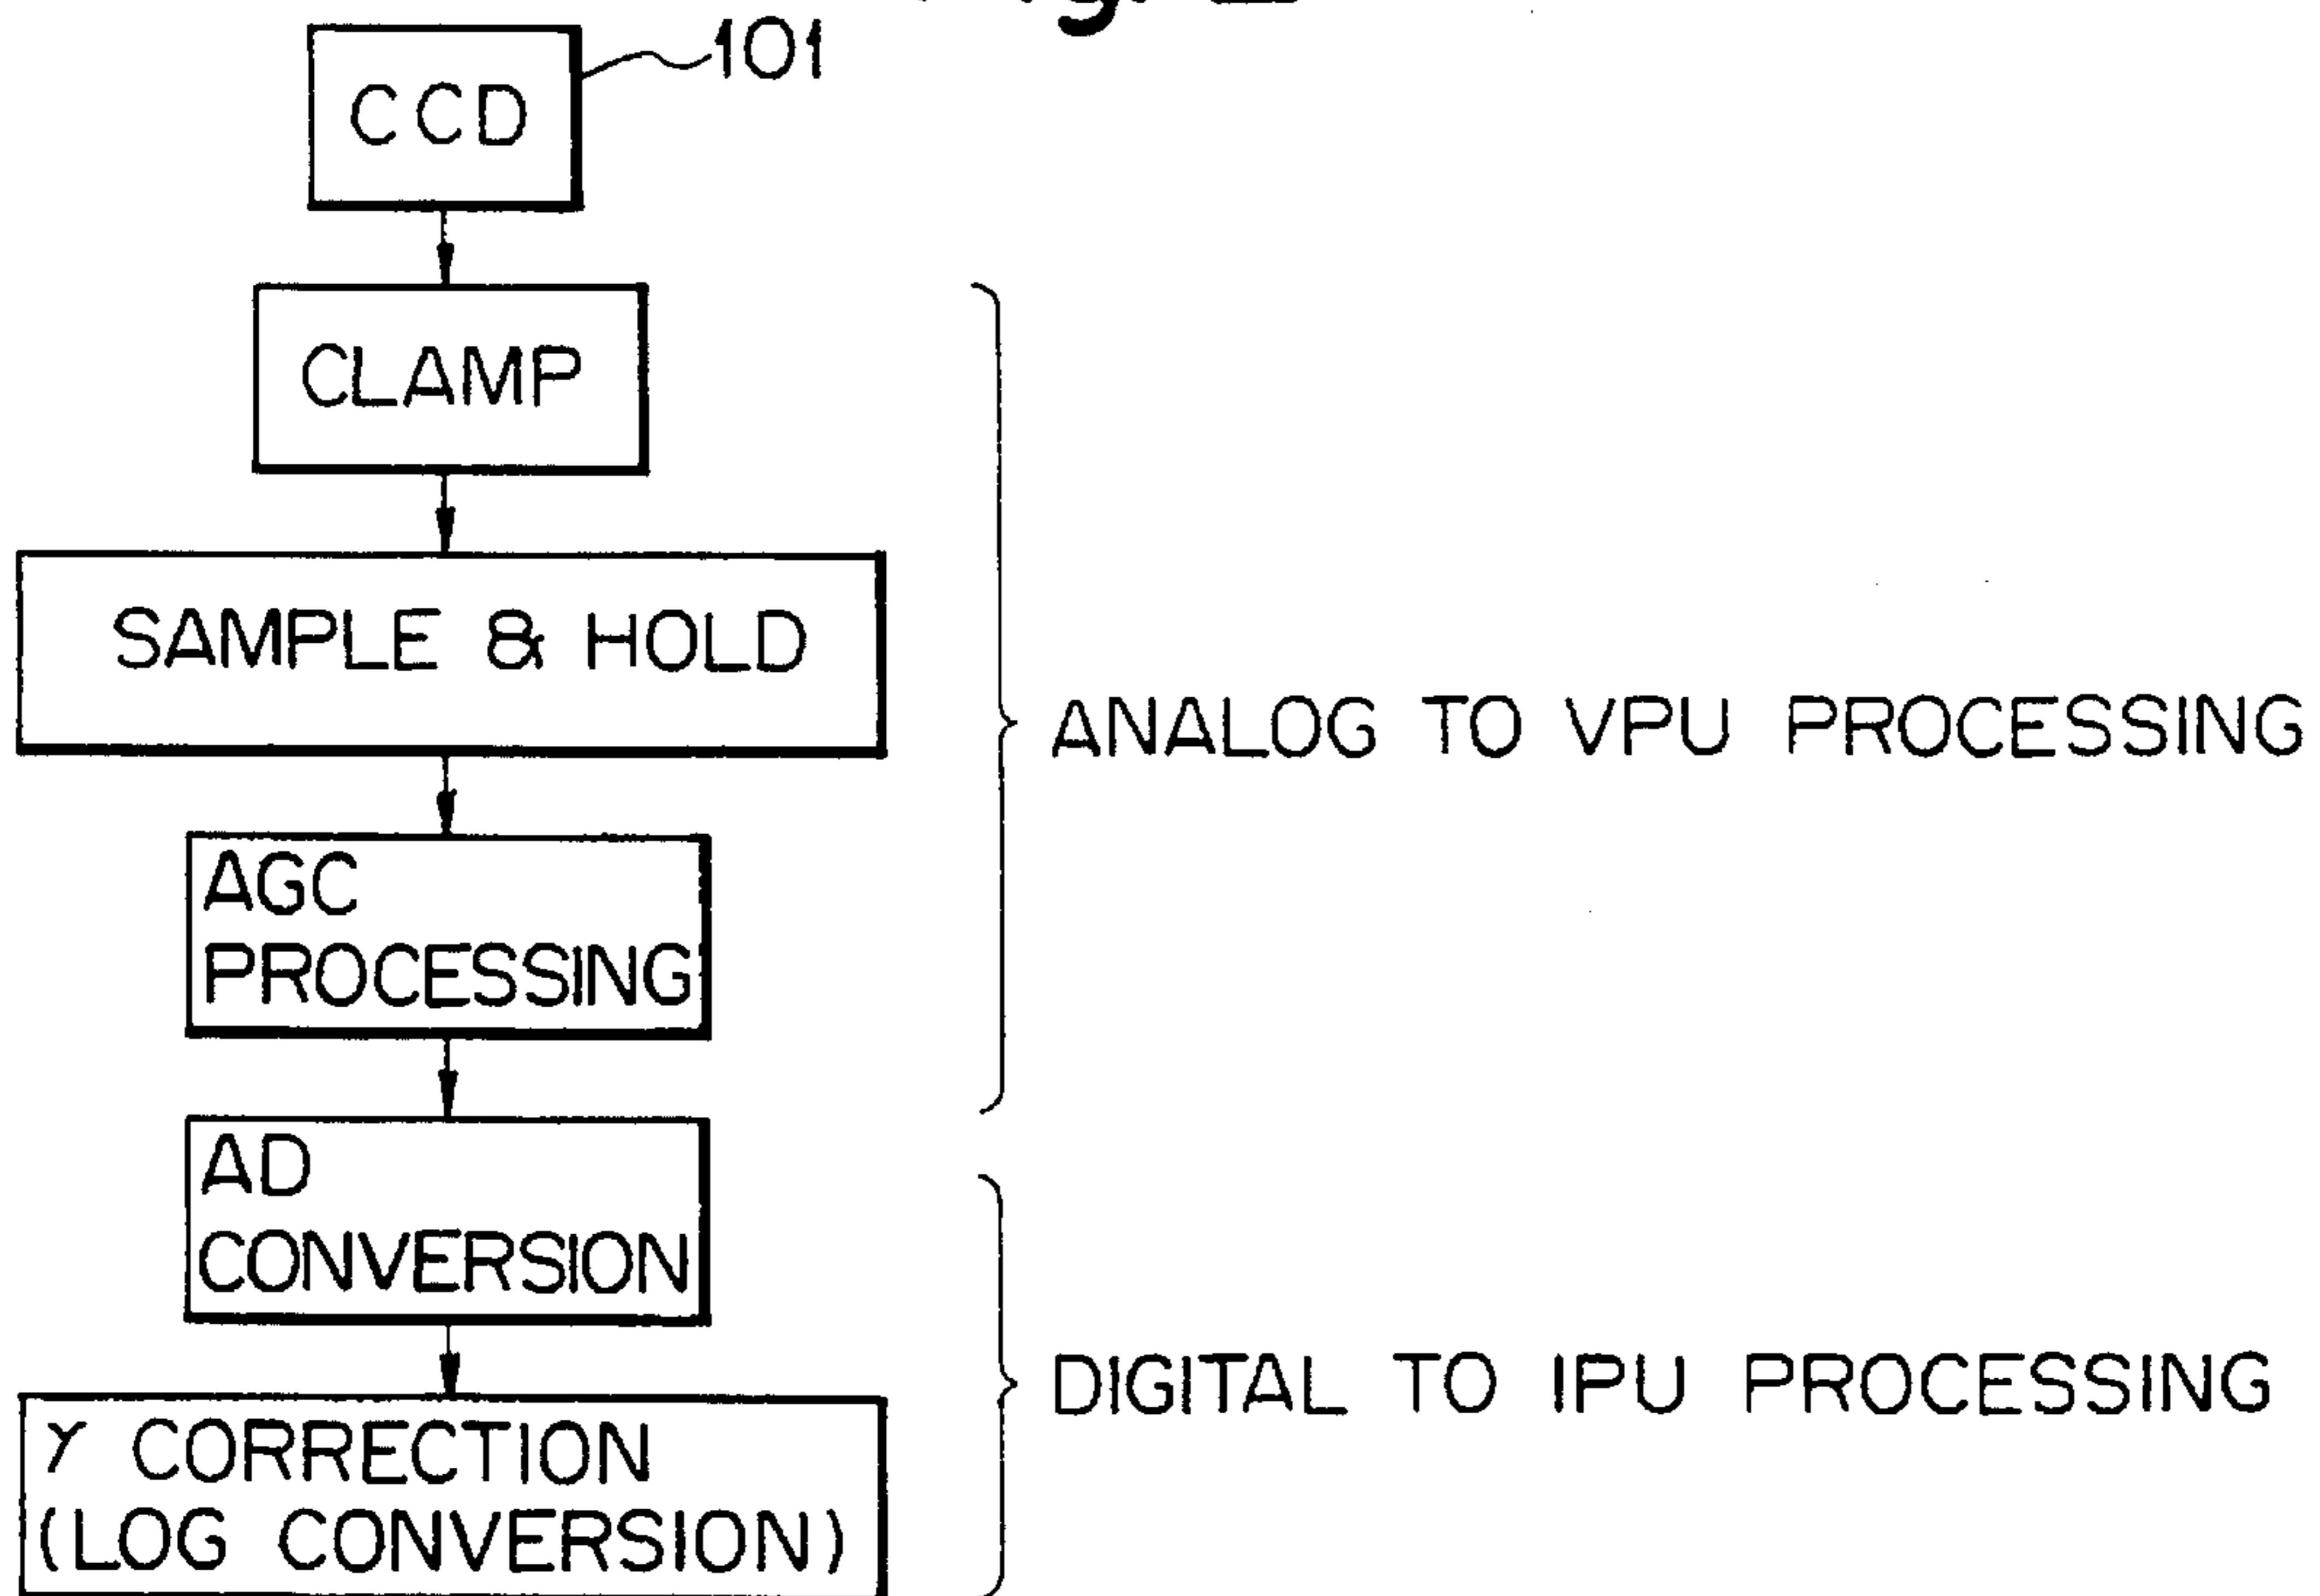 101
CCD
CLAMP
SAMPLE & HOLD
ANALOG TO VPU PROCESSING
AGC
PROCESSING
AD
CONVERSION
DIGITAL TO IPU PROCESSING
γ CORRECTION
(LOG CONVERSION)